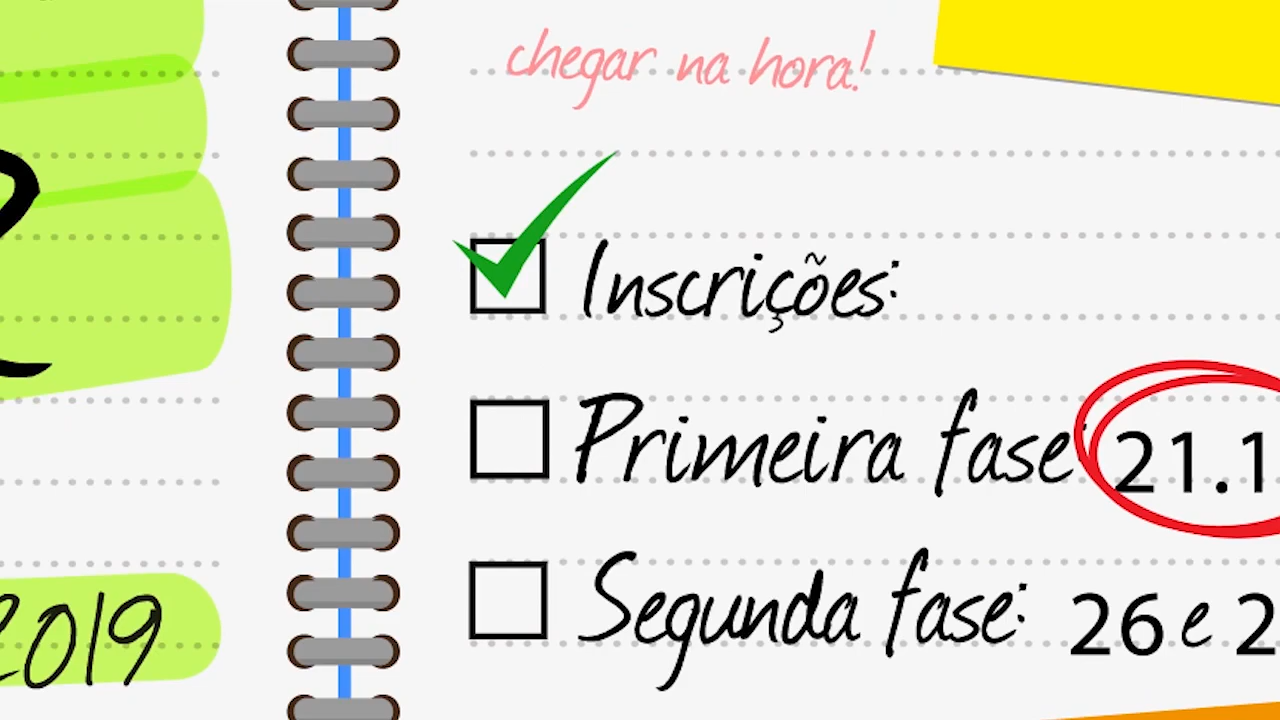 chegar na hora!
Inscrições:
Primeira fase: 21.1
Segunda fase: 26 e 2
2019